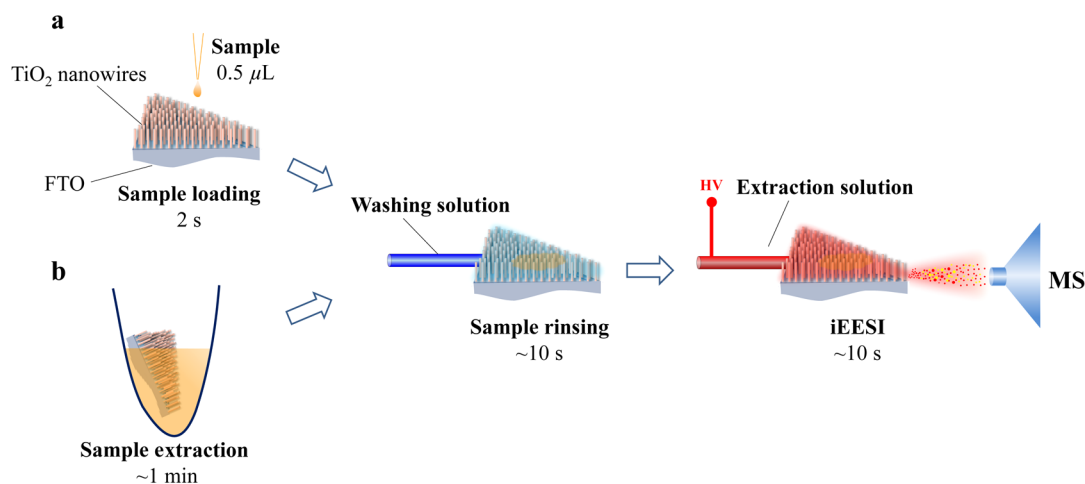 a
Sample
0.5 µL
TiO₂ nanowires
FTO
Sample loading
2 s
b
Sample extraction
~1 min
Washing solution
Sample rinsing
~10 s
HV
Extraction solution
iEESI
~10 s
MS